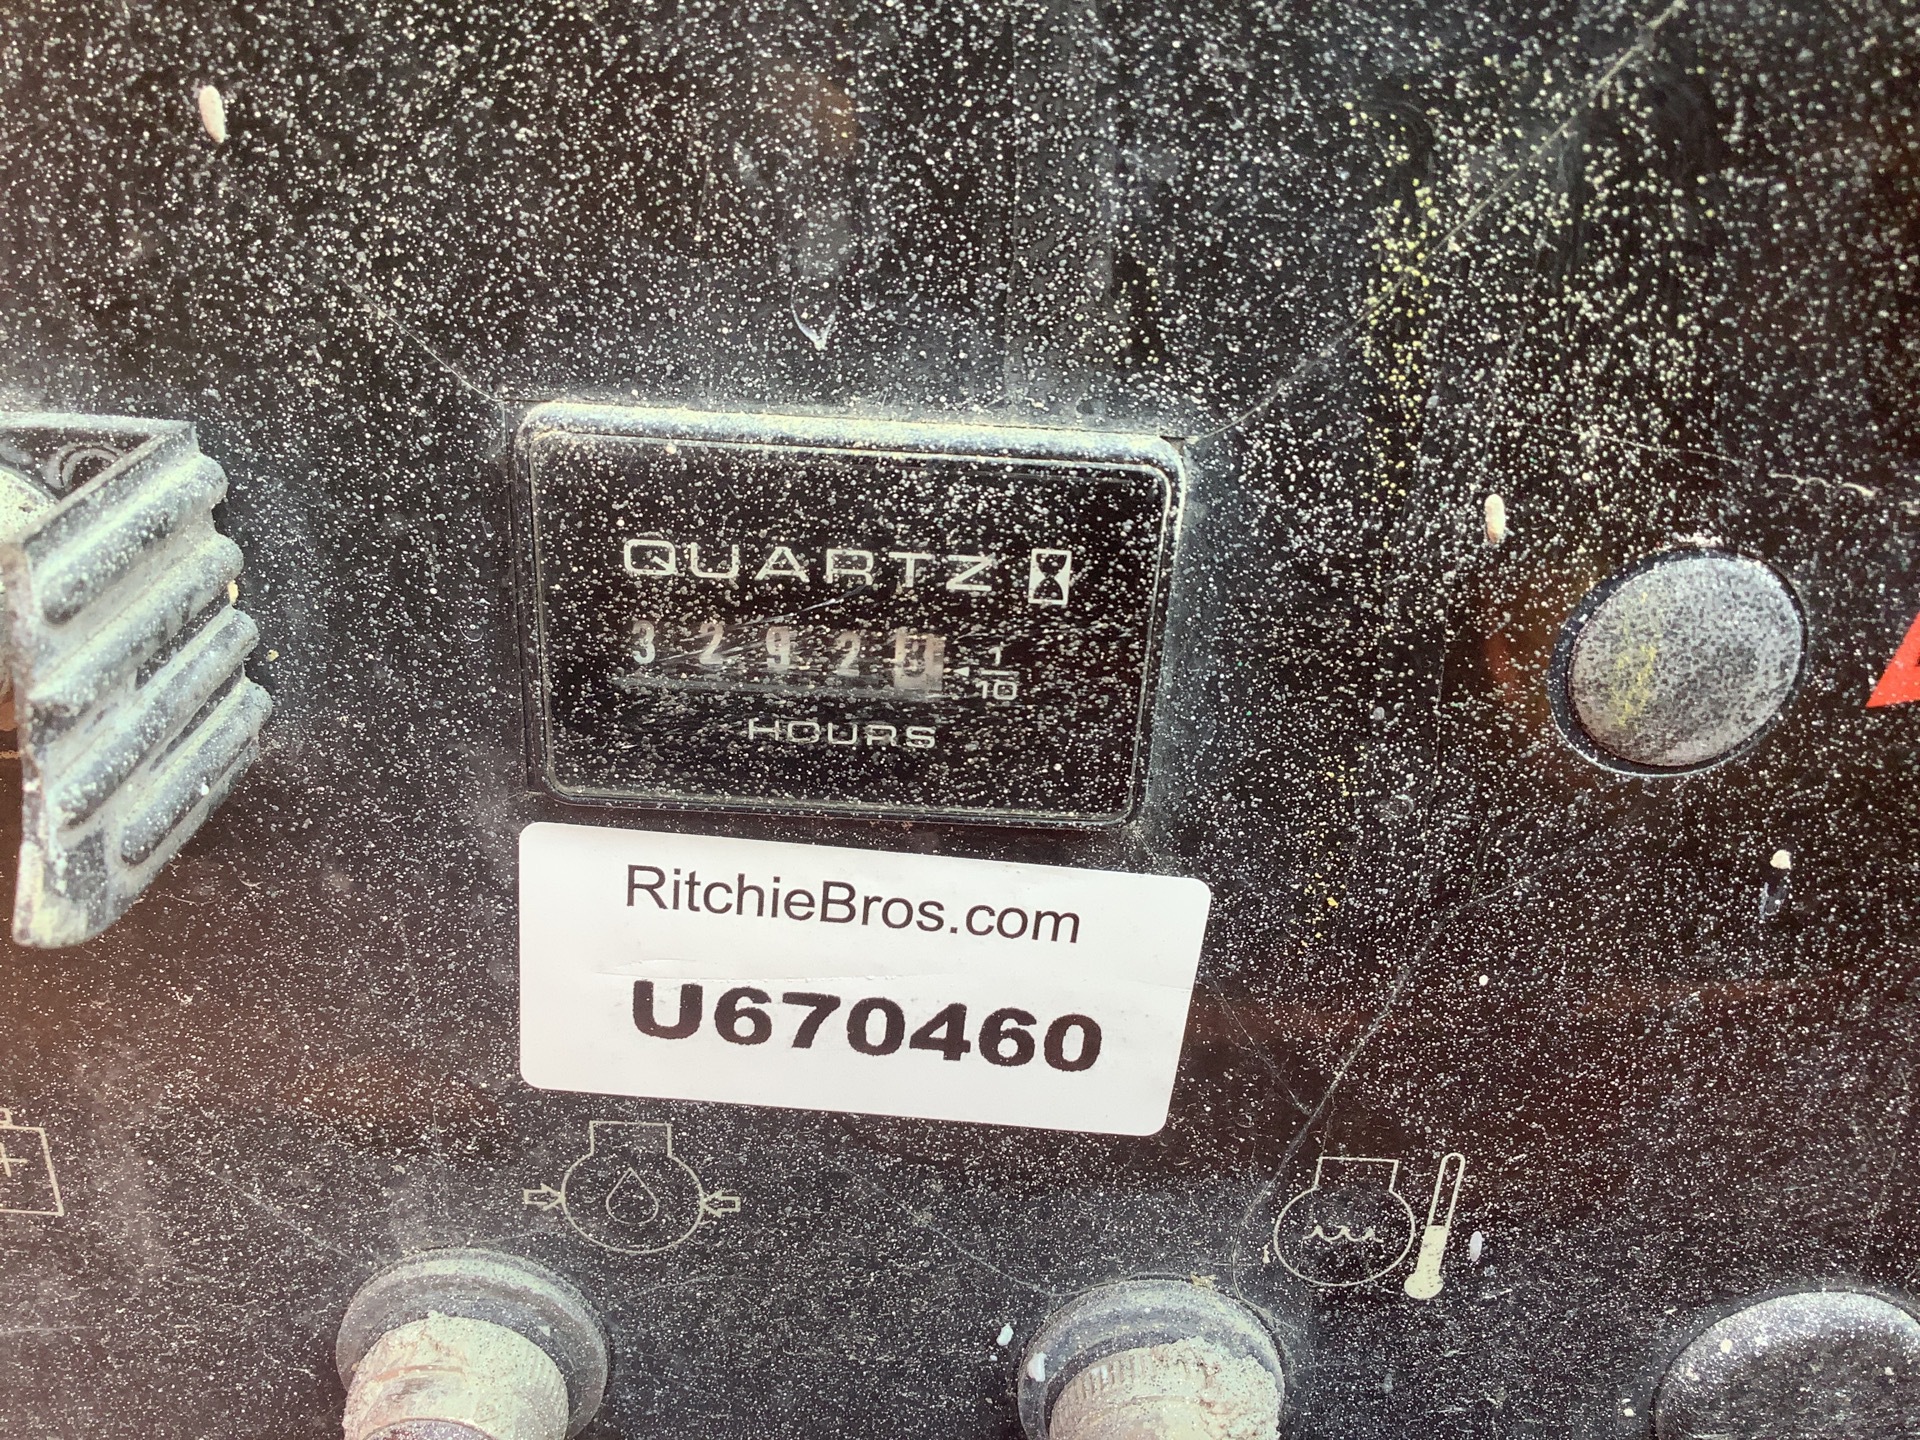 QUARTZ
3 2 9 2
1/10
HOURS
RitchieBros.com
U670460